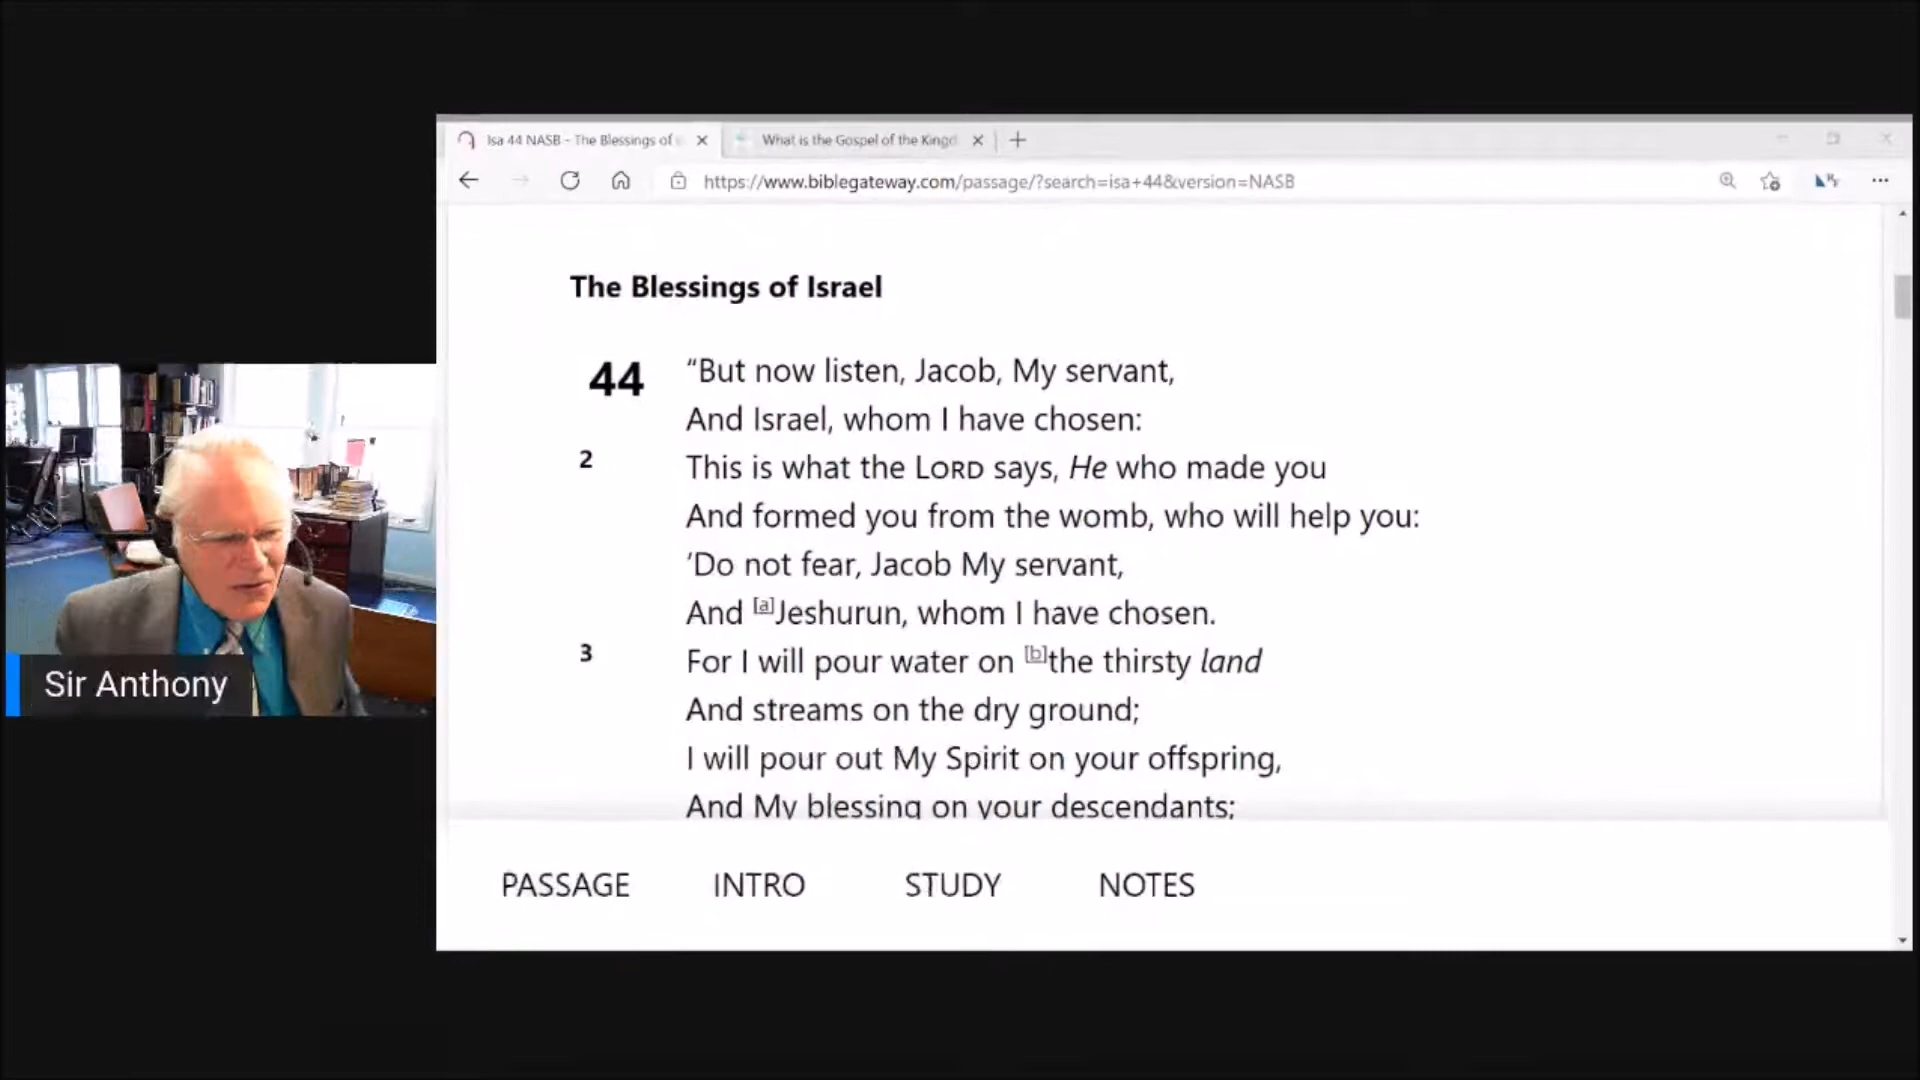 Isa 44 NASB - The Blessings of
What is the Gospel of the Kingd
https://www.biblegateway.com/passage/?search=isa+44&version=NASB
The Blessings of Israel
44 “But now listen, Jacob, My servant,
And Israel, whom I have chosen:
2 This is what the LORD says, He who made you
And formed you from the womb, who will help you:
‘Do not fear, Jacob My servant,
And [a]Jeshurun, whom I have chosen.
3 For I will pour water on [b]the thirsty land
And streams on the dry ground;
I will pour out My Spirit on your offspring,
And My blessing on your descendants;
PASSAGE INTRO STUDY NOTES
Sir Anthony